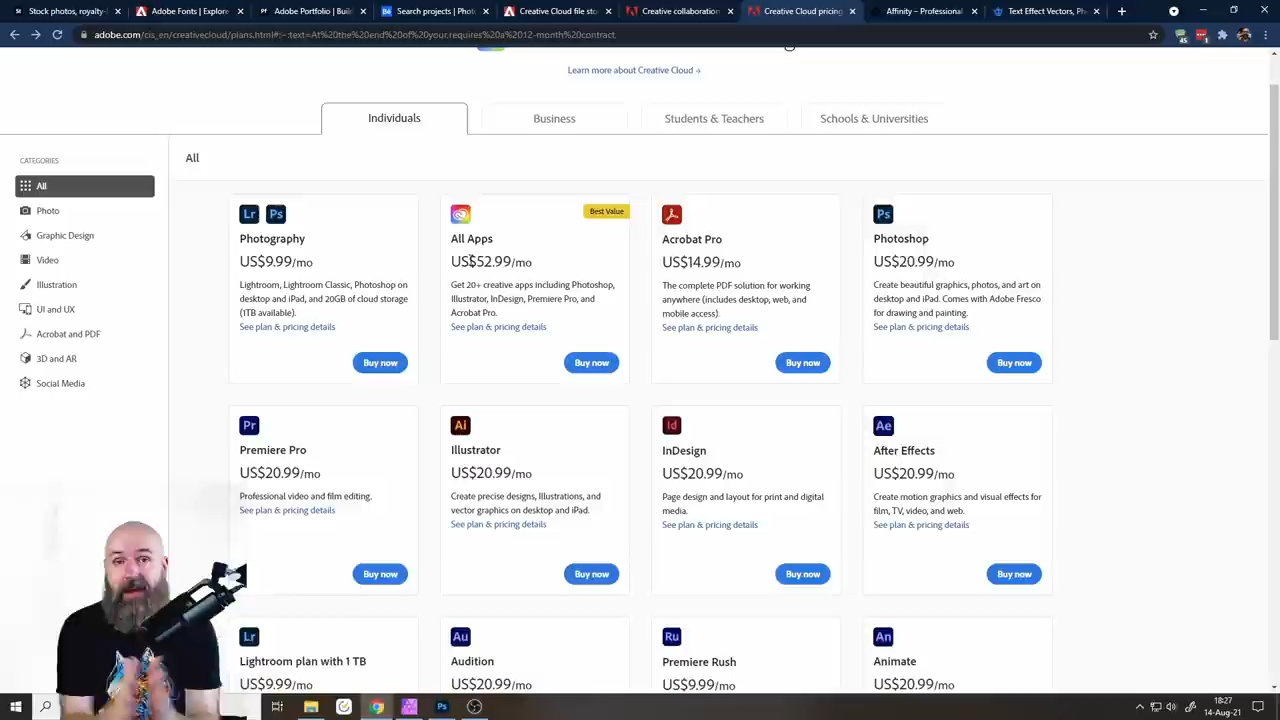 Stock photos, royalty-f
Adobe Fonts | Explore
Portfolio | Individuals
Search projects | Photo
Creative Cloud file sto
Creative collaboration
Creative Cloud pricing
Affinity – Professional
Text Effect Vectors, Ph
adobe.com/cis_en/creativecloud/plans.html#:~:text=At%20the%20end%20of%20your,requires%20a%2012-month%20contract.
Learn more about Creative Cloud
Individuals
Business
Students & Teachers
Schools & Universities
CATEGORIES
All
Photo
Graphic Design
Video
Illustration
UI and UX
Acrobat and PDF
3D and AR
Social Media
All
Lr Ps
Photography
US$9.99/mo
Lightroom, Lightroom Classic, Photoshop on
desktop and iPad, and 20GB of cloud storage
(1TB available).
See plan & pricing details
Buy now
Best Value
All Apps
US$52.99/mo
Get 20+ creative apps including Photoshop,
Illustrator, InDesign, Premiere Pro, and
Acrobat Pro.
See plan & pricing details
Buy now
Acrobat Pro
US$14.99/mo
The complete PDF solution for working
anywhere (includes desktop, web, and
mobile access).
See plan & pricing details
Buy now
Ps
Photoshop
US$20.99/mo
Create beautiful graphics, photos, and art on
desktop and iPad. Comes with Adobe Fresco
for drawing and painting.
See plan & pricing details
Buy now
Pr
Premiere Pro
US$20.99/mo
Professional video and film editing.
See plan & pricing details
Buy now
Ai
Illustrator
US$20.99/mo
Create precise designs, Illustrations, and
vector graphics on desktop and iPad.
See plan & pricing details
Buy now
Id
InDesign
US$20.99/mo
Page design and layout for print and digital
media.
See plan & pricing details
Buy now
Ae
After Effects
US$20.99/mo
Create motion graphics and visual effects for
film, TV, video, and web.
See plan & pricing details
Buy now
Lr
Lightroom plan with 1 TB
US$9.99/mo
Au
Audition
US$20.99/mo
Ru
Premiere Rush
US$9.99/mo
An
Animate
US$20.99/mo
Ps
18:27
14-Aug-21